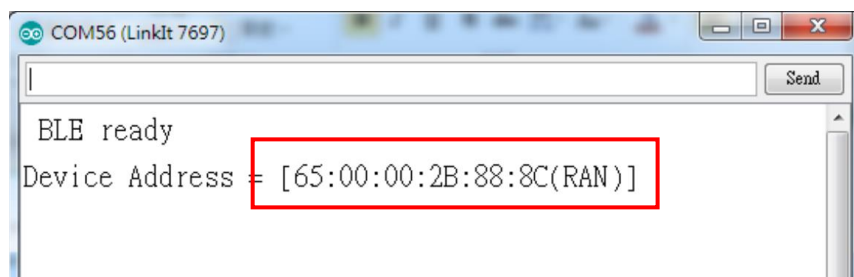 COM56 (LinkIt 7697)
Send
BLE ready
Device Address = [65:00:00:2B:88:8C(RAN)]